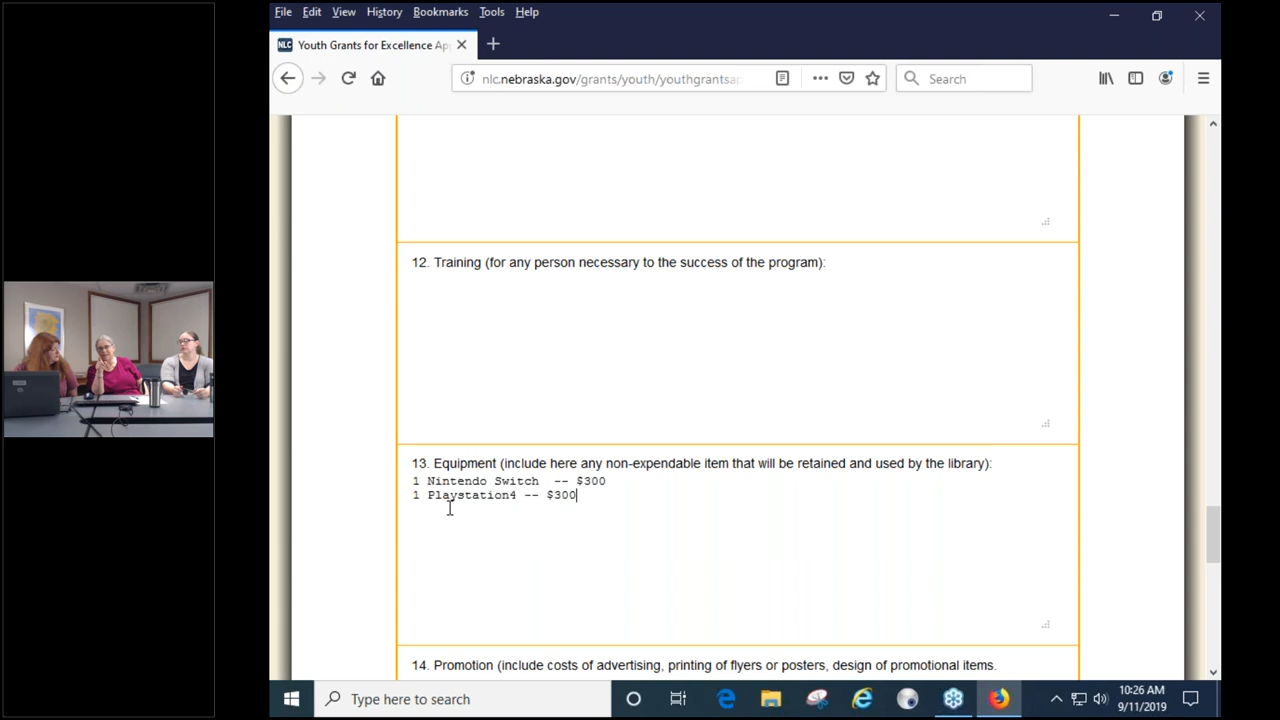 File Edit View History Bookmarks Tools Help
NLC Youth Grants for Excellence Ap
nlc.nebraska.gov/grants/youth/youthgrantsap
Search
12. Training (for any person necessary to the success of the program):
13. Equipment (include here any non-expendable item that will be retained and used by the library):
1 Nintendo Switch  -- $300
1 Playstation4 -- $300
14. Promotion (include costs of advertising, printing of flyers or posters, design of promotional items.
Type here to search
10:26 AM
9/11/2019